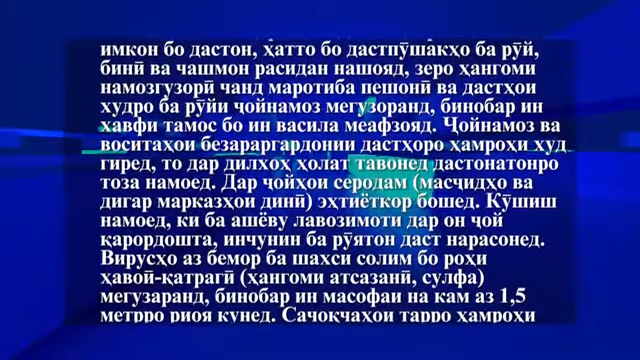 имкон бо дастон, ҳатто бо дастпӯшакҳо ба рӯй,
бинӣ ва чашмон расидан нашояд, зеро ҳангоми
намозгузорӣ чанд маротиба пешонӣ ва дастҳои
худро ба рӯйи ҷойнамоз мегузоранд, бинобар ин
хавфи тамос бо ин васила меафзояд. Ҷойнамоз ва
воситаҳои безараргардонии дастҳоро ҳамроҳи худ
гиред, то дар дилхоҳ ҳолат тавонед дастонатонро
тоза намоед. Дар ҷойҳои серодам (масҷидҳо ва
дигар марказҳои динӣ) эҳтиёткор бошед. Кӯшиш
намоед, ки ба ашёву лавозимоти дар он ҷой
қарордошта, инчунин ба рӯятон даст нарасонед.
Вирусҳо аз бемор ба шахси солим бо роҳи
ҳавоӣ-қатрагӣ (ҳангоми атсазанӣ, сулфа)
мегузаранд, бинобар ин масофаи на кам аз 1,5
метрро риоя кунед. Сачоқчаҳои тарро ҳамроҳи